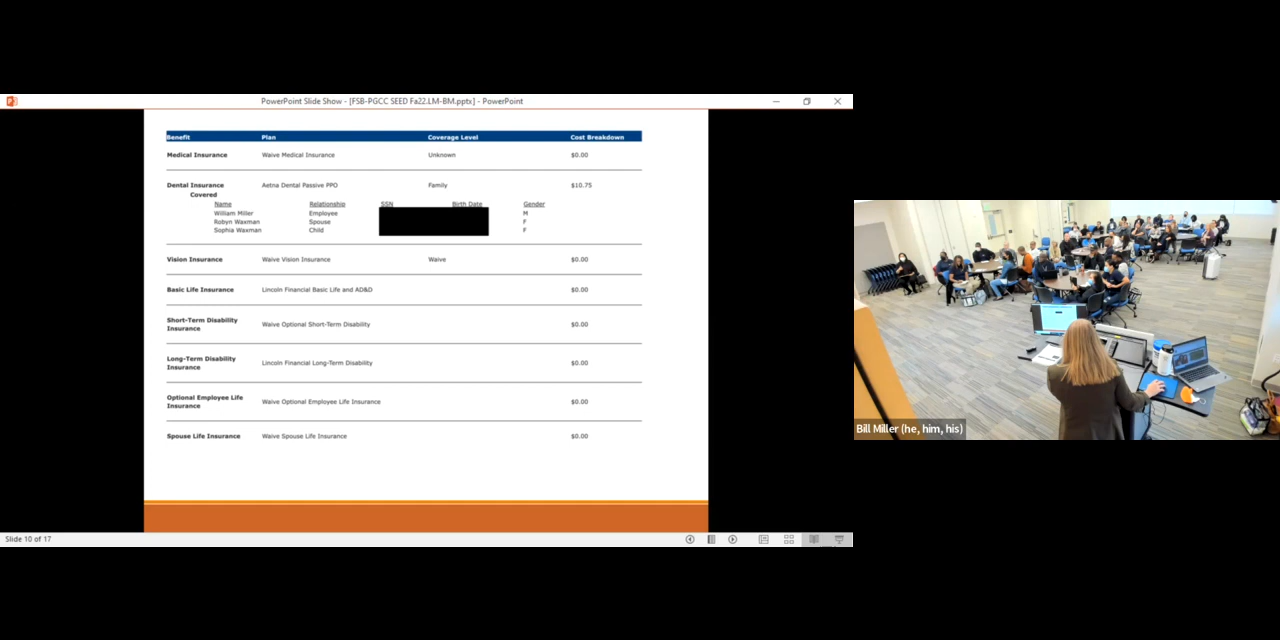 PowerPoint Slide Show - [FSB-PGCC SEED Fa22.LM-BM.pptx] - PowerPoint
Benefit Plan Coverage Level Cost Breakdown
Medical Insurance Waive Medical Insurance Unknown $0.00
Dental Insurance Aetna Dental Passive PPO Family $10.75
Covered
Name Relationship SSN Birth Date Gender
William Miller Employee M
Robyn Waxman Spouse F
Sophia Waxman Child F
Vision Insurance Waive Vision Insurance Waive $0.00
Basic Life Insurance Lincoln Financial Basic Life and AD&D $0.00
Short-Term Disability
Insurance Waive Optional Short-Term Disability $0.00
Long-Term Disability
Insurance Lincoln Financial Long-Term Disability $0.00
Optional Employee Life
Insurance Waive Optional Employee Life Insurance $0.00
Spouse Life Insurance Waive Spouse Life Insurance $0.00
Slide 10 of 17
Bill Miller (he, him, his)